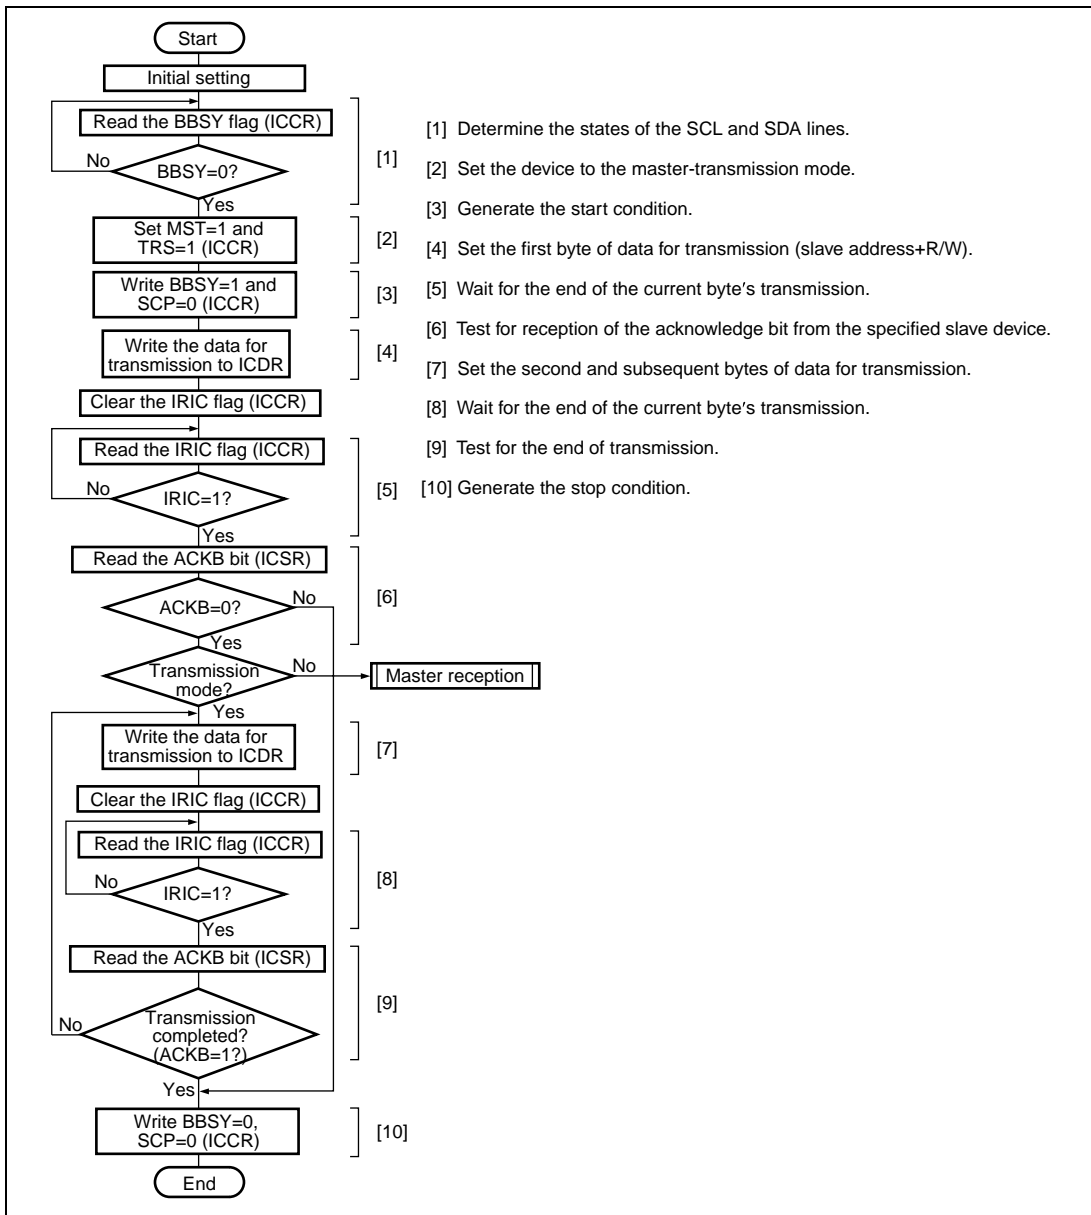 Start
Initial setting
Read the BBSY flag (ICCR)
No
BBSY=0?
Yes
[1]
Set MST=1 and
TRS=1 (ICCR)
[2]
Write BBSY=1 and
SCP=0 (ICCR)
[3]
Write the data for
transmission to ICDR
[4]
Clear the IRIC flag (ICCR)
Read the IRIC flag (ICCR)
No
IRIC=1?
Yes
[5]
Read the ACKB bit (ICSR)
ACKB=0?
No
Yes
[6]
Transmission
mode?
No
Master reception
Yes
Write the data for
transmission to ICDR
[7]
Clear the IRIC flag (ICCR)
Read the IRIC flag (ICCR)
No
IRIC=1?
Yes
[8]
Read the ACKB bit (ICSR)
No
Transmission
completed?
(ACKB=1?)
Yes
[9]
Write BBSY=0,
SCP=0 (ICCR)
[10]
End
[1] Determine the states of the SCL and SDA lines.
[2] Set the device to the master-transmission mode.
[3] Generate the start condition.
[4] Set the first byte of data for transmission (slave address+R/W).
[5] Wait for the end of the current byte′s transmission.
[6] Test for reception of the acknowledge bit from the specified slave device.
[7] Set the second and subsequent bytes of data for transmission.
[8] Wait for the end of the current byte′s transmission.
[9] Test for the end of transmission.
[10] Generate the stop condition.